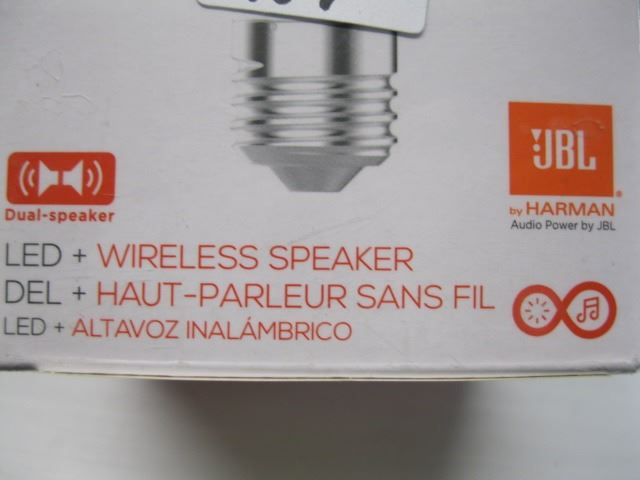 JBL
by HARMAN
Audio Power by JBL
Dual-speaker
LED + WIRELESS SPEAKER
DEL + HAUT-PARLEUR SANS FIL
LED + ALTAVOZ INALÁMBRICO